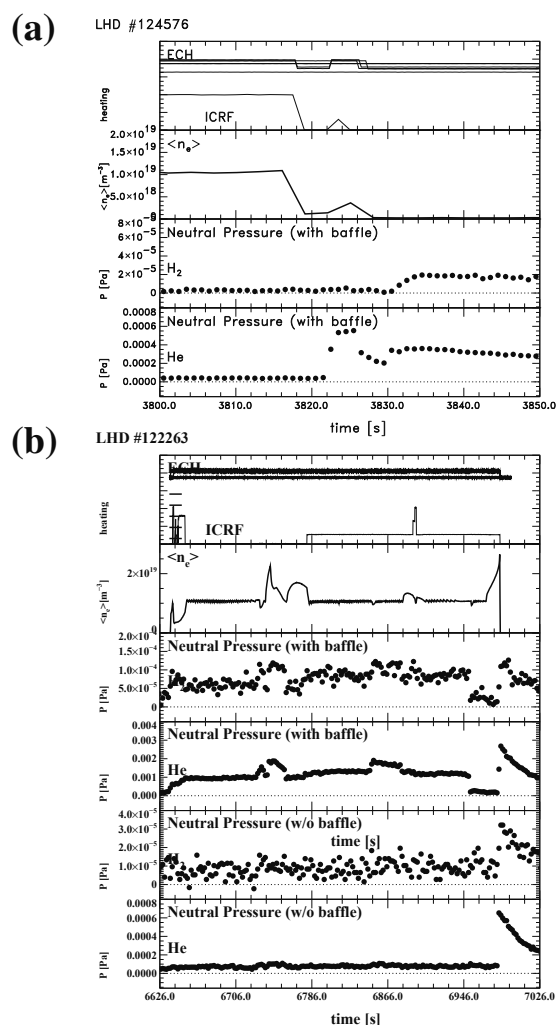 (a)
LHD #124576
ECH
heating
ICRF
2.0×10¹⁹
<nₑ>
1.5×10¹⁹
1.0×10¹⁹
5.0×10¹⁸
0
<nₑ>[m⁻³]
8×10⁻⁵
Neutral Pressure (with baffle)
6×10⁻⁵
4×10⁻⁵
H₂
2×10⁻⁵
0
P [Pa]
0.0008
Neutral Pressure (with baffle)
0.0006
0.0004
He
0.0002
0.0000
P [Pa]
3800.0 3810.0 3820.0 3830.0 3840.0 3850.0
time [s]
(b)
LHD #122263
ECH
heating
ICRF
<nₑ>
2×10¹⁹
<nₑ>[m⁻³]
2.0×10⁻⁴
Neutral Pressure (with baffle)
1.5×10⁻⁴
1.0×10⁻⁴
5.0×10⁻⁵
0
P [Pa]
0.004
Neutral Pressure (with baffle)
0.003
0.002
He
0.001
0.000
P [Pa]
4.0×10⁻⁵
Neutral Pressure (w/o baffle)
3.0×10⁻⁵
time [s]
2.0×10⁻⁵
H₂
1.0×10⁻⁵
0
P [Pa]
0.0008
Neutral Pressure (w/o baffle)
0.0006
0.0004
He
0.0002
0.0000
P [Pa]
6626.0 6706.0 6786.0 6866.0 6946.0 7026.0
time [s]